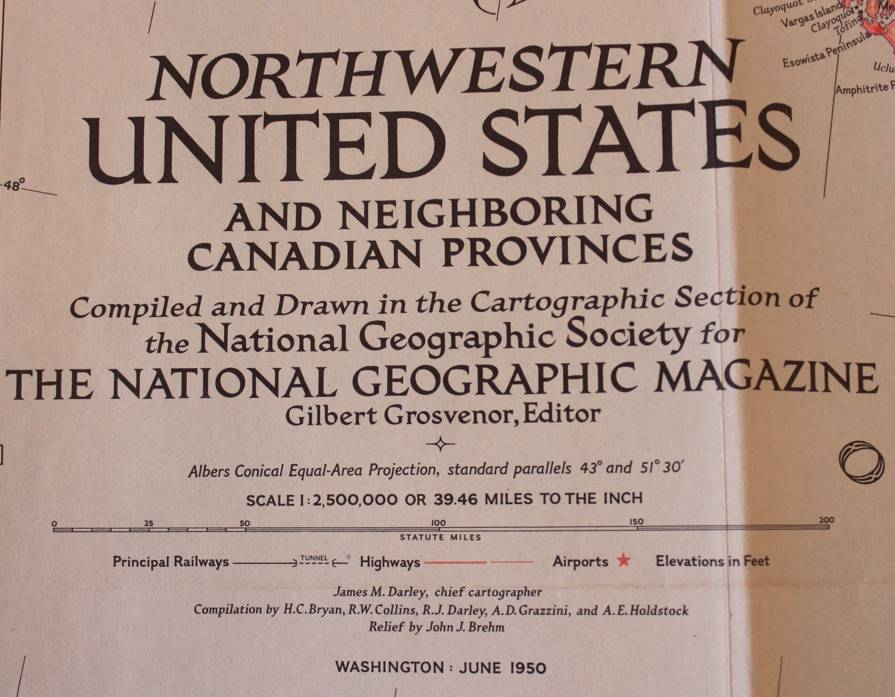 Clayoquot
Vargas Island
Clayoquot
Tofino
Esowista Peninsula
Uclu
Amphitrite P
48°
NORTHWESTERN
UNITED STATES
AND NEIGHBORING
CANADIAN PROVINCES
Compiled and Drawn in the Cartographic Section of
the National Geographic Society for
THE NATIONAL GEOGRAPHIC MAGAZINE
Gilbert Grosvenor, Editor
Albers Conical Equal-Area Projection, standard parallels 43° and 51° 30′
SCALE 1:2,500,000 OR 39.46 MILES TO THE INCH
0 25 50 100 150 200
STATUTE MILES
Principal Railways TUNNEL Highways Airports Elevations in Feet
James M. Darley, chief cartographer
Compilation by H.C. Bryan, R.W. Collins, R.J. Darley, A.D. Grazzini, and A.E. Holdstock
Relief by John J. Brehm
WASHINGTON : JUNE 1950